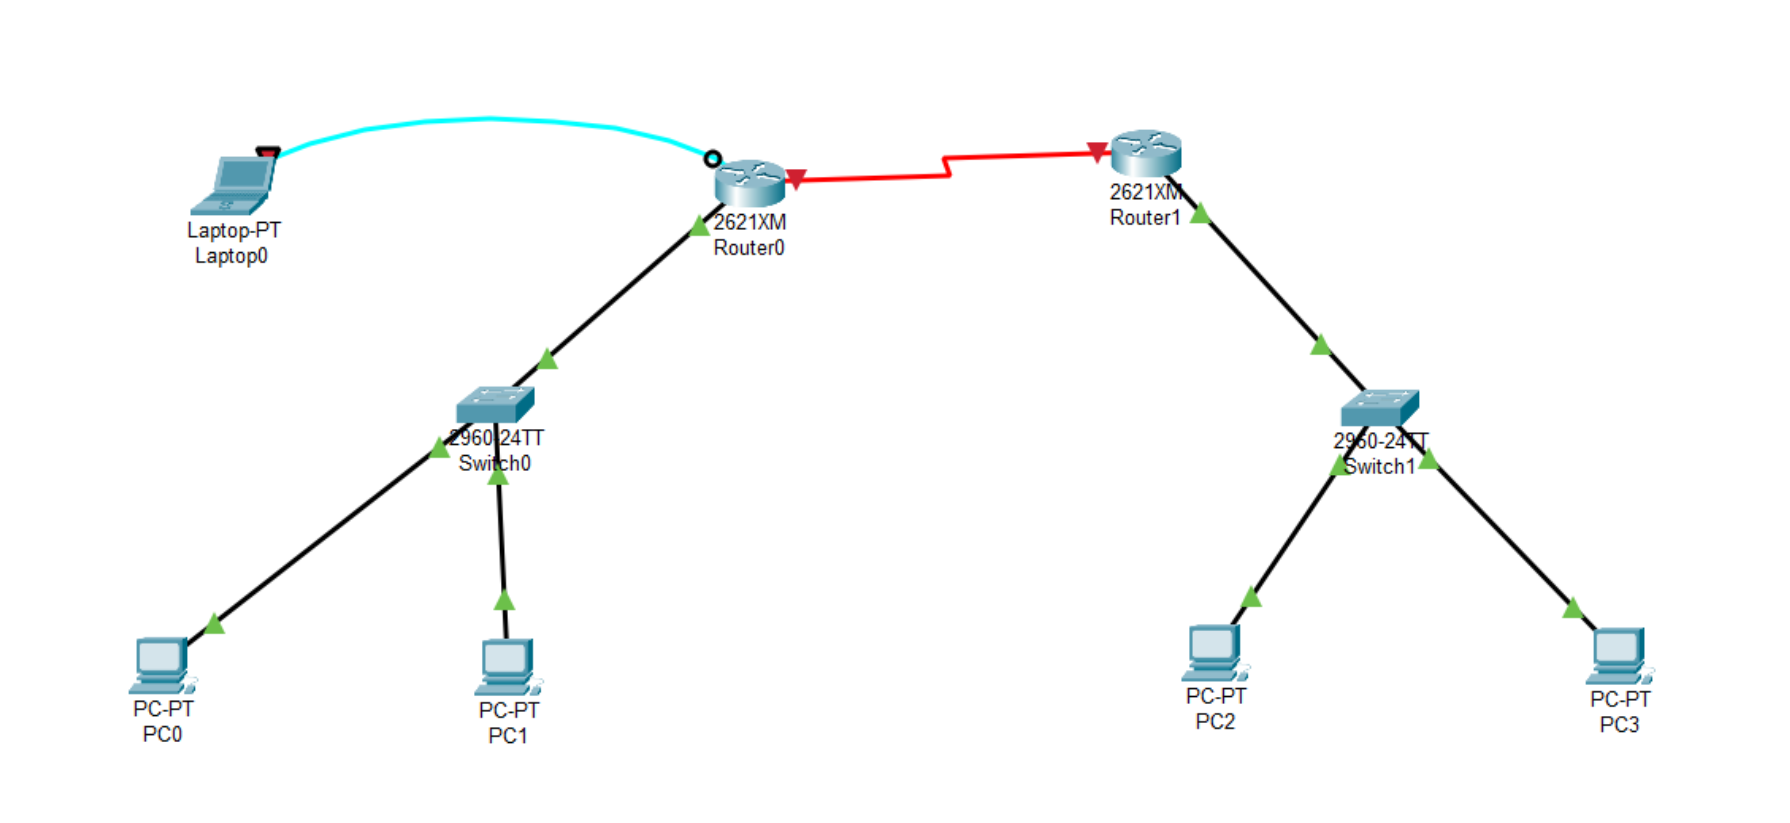 Laptop-PT
Laptop0
2621XM
Router0
2621XM
Router1
2960-24TT
Switch0
2960-24TT
Switch1
PC-PT
PC0
PC-PT
PC1
PC-PT
PC2
PC-PT
PC3